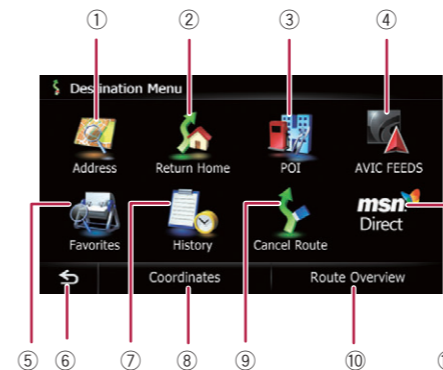 ① ② ③ ④
Destination Menu
Address Return Home POI AVIC FEEDS
msn
Direct
Favorites History Cancel Route
Coordinates Route Overview
⑤ ⑥ ⑦ ⑧ ⑨ ⑩